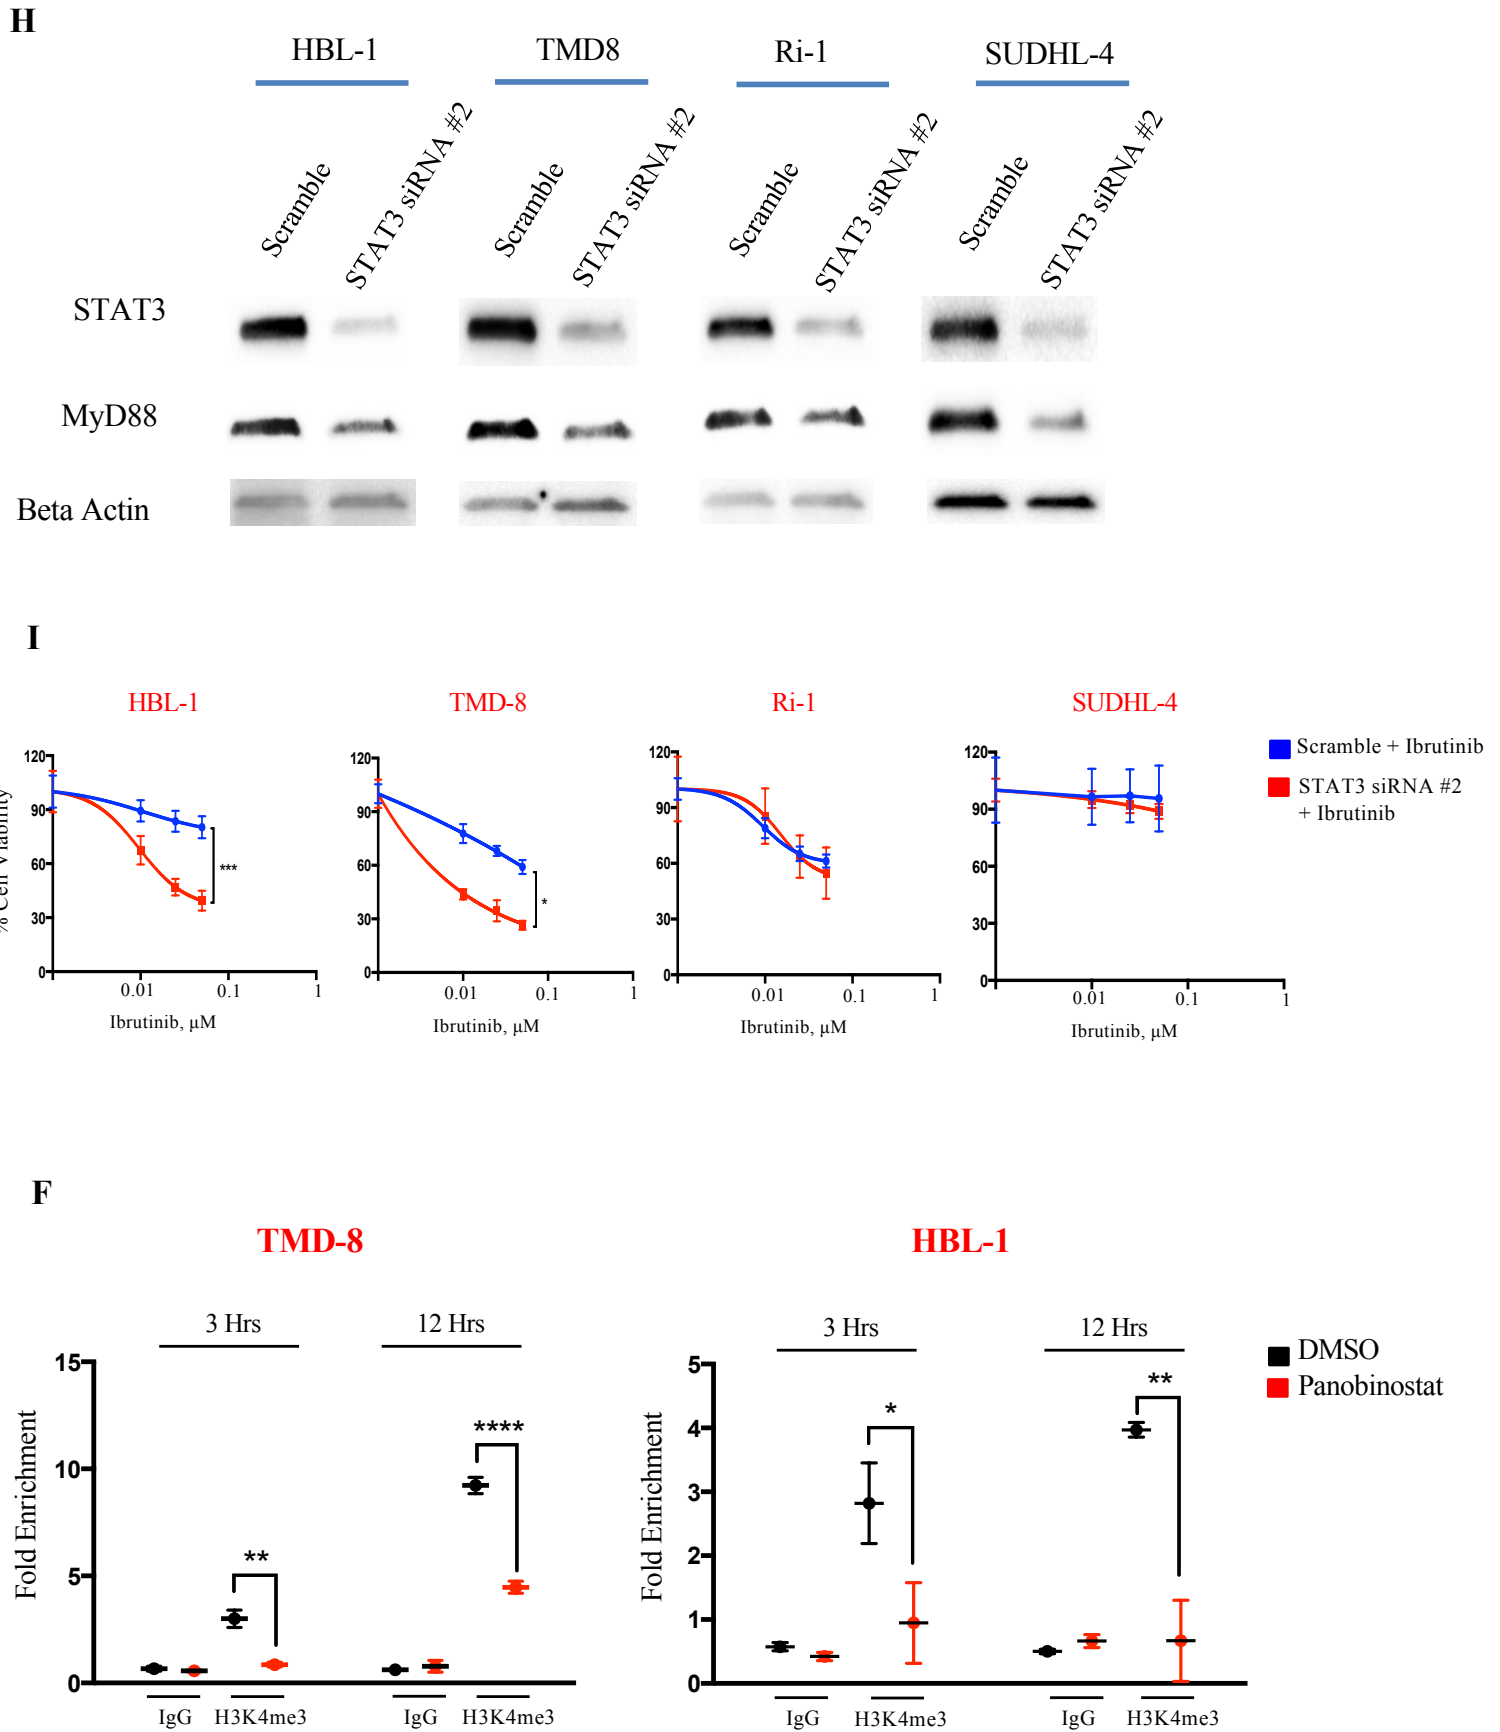 H
HBL-1
TMD8
Ri-1
SUDHL-4
Scramble
STAT3 siRNA #2
Scramble
STAT3 siRNA #2
Scramble
STAT3 siRNA #2
Scramble
STAT3 siRNA #2
STAT3
MyD88
Beta Actin
I
HBL-1
TMD-8
Ri-1
SUDHL-4
Scramble + Ibrutinib
STAT3 siRNA #2
+ Ibrutinib
% Cell Viability
120
90
60
30
0
***
0.01
0.1
1
Ibrutinib, µM
120
90
60
30
0
*
0.01
0.1
1
Ibrutinib, µM
120
90
60
30
0
0.01
0.1
1
Ibrutinib, µM
120
90
60
30
0
0.01
0.1
1
Ibrutinib, µM
F
TMD-8
HBL-1
3 Hrs
12 Hrs
Fold Enrichment
15
10
5
0
**
****
IgG
H3K4me3
IgG
H3K4me3
3 Hrs
12 Hrs
Fold Enrichment
5
4
3
2
1
0
*
**
IgG
H3K4me3
IgG
H3K4me3
DMSO
Panobinostat